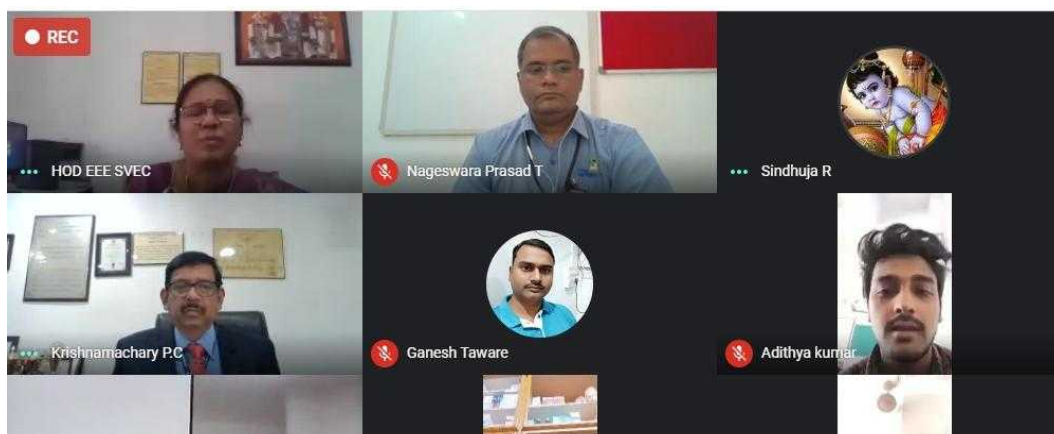 REC
HOD EEE SVEC
Nageswara Prasad T
Sindhuja R
Krishnamachary P.C
Ganesh Taware
Adithya kumar